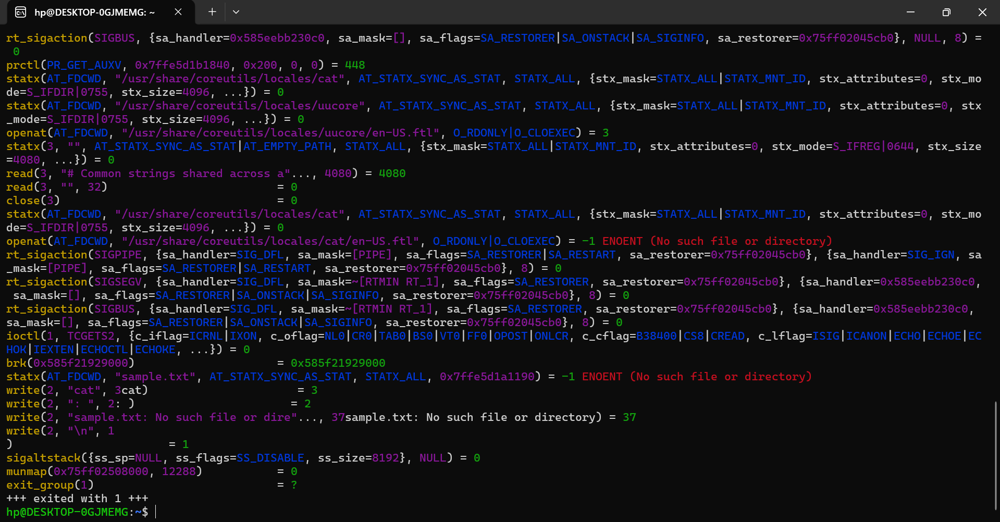 hp@DESKTOP-0GJMEMG: ~
rt_sigaction(SIGBUS, {sa_handler=0x585eebb230c0, sa_mask=[], sa_flags=SA_RESTORER|SA_ONSTACK|SA_SIGINFO, sa_restorer=0x75ff02045cb0}, NULL, 8) =
 0
prctl(PR_GET_AUXV, 0x7ffe5d1b1840, 0x200, 0, 0) = 448
statx(AT_FDCWD, "/usr/share/coreutils/locales/cat", AT_STATX_SYNC_AS_STAT, STATX_ALL, {stx_mask=STATX_ALL|STATX_MNT_ID, stx_attributes=0, stx_mo
de=S_IFDIR|0755, stx_size=4096, ...}) = 0
statx(AT_FDCWD, "/usr/share/coreutils/locales/uucore", AT_STATX_SYNC_AS_STAT, STATX_ALL, {stx_mask=STATX_ALL|STATX_MNT_ID, stx_attributes=0, stx
_mode=S_IFDIR|0755, stx_size=4096, ...}) = 0
openat(AT_FDCWD, "/usr/share/coreutils/locales/uucore/en-US.ftl", O_RDONLY|O_CLOEXEC) = 3
statx(3, "", AT_STATX_SYNC_AS_STAT|AT_EMPTY_PATH, STATX_ALL, {stx_mask=STATX_ALL|STATX_MNT_ID, stx_attributes=0, stx_mode=S_IFREG|0644, stx_size
=4080, ...}) = 0
read(3, "# Common strings shared across a"..., 4080) = 4080
read(3, "", 32)                         = 0
close(3)                                = 0
statx(AT_FDCWD, "/usr/share/coreutils/locales/cat", AT_STATX_SYNC_AS_STAT, STATX_ALL, {stx_mask=STATX_ALL|STATX_MNT_ID, stx_attributes=0, stx_mo
de=S_IFDIR|0755, stx_size=4096, ...}) = 0
openat(AT_FDCWD, "/usr/share/coreutils/locales/cat/en-US.ftl", O_RDONLY|O_CLOEXEC) = -1 ENOENT (No such file or directory)
rt_sigaction(SIGPIPE, {sa_handler=SIG_DFL, sa_mask=[PIPE], sa_flags=SA_RESTORER|SA_RESTART, sa_restorer=0x75ff02045cb0}, {sa_handler=SIG_IGN, sa
_mask=[PIPE], sa_flags=SA_RESTORER|SA_RESTART, sa_restorer=0x75ff02045cb0}, 8) = 0
rt_sigaction(SIGSEGV, {sa_handler=SIG_DFL, sa_mask=~[RTMIN RT_1], sa_flags=SA_RESTORER, sa_restorer=0x75ff02045cb0}, {sa_handler=0x585eebb230c0,
 sa_mask=[], sa_flags=SA_RESTORER|SA_ONSTACK|SA_SIGINFO, sa_restorer=0x75ff02045cb0}, 8) = 0
rt_sigaction(SIGBUS, {sa_handler=SIG_DFL, sa_mask=~[RTMIN RT_1], sa_flags=SA_RESTORER, sa_restorer=0x75ff02045cb0}, {sa_handler=0x585eebb230c0,
sa_mask=[], sa_flags=SA_RESTORER|SA_ONSTACK|SA_SIGINFO, sa_restorer=0x75ff02045cb0}, 8) = 0
ioctl(1, TCGETS2, {c_iflag=ICRNL|IXON, c_oflag=NL0|CR0|TAB0|BS0|VT0|FF0|OPOST|ONLCR, c_cflag=B38400|CS8|CREAD, c_lflag=ISIG|ICANON|ECHO|ECHOE|EC
HOK|IEXTEN|ECHOCTL|ECHOKE, ...}) = 0
brk(0x585f21929000)                     = 0x585f21929000
statx(AT_FDCWD, "sample.txt", AT_STATX_SYNC_AS_STAT, STATX_ALL, 0x7ffe5d1a1190) = -1 ENOENT (No such file or directory)
write(2, "cat", 3cat)                      = 3
write(2, ": ", 2: )                       = 2
write(2, "sample.txt: No such file or dire"..., 37sample.txt: No such file or directory) = 37
write(2, "\n", 1
)                       = 1
sigaltstack({ss_sp=NULL, ss_flags=SS_DISABLE, ss_size=8192}, NULL) = 0
munmap(0x75ff02508000, 12288)           = 0
exit_group(1)                           = ?
+++ exited with 1 +++
hp@DESKTOP-0GJMEMG:~$